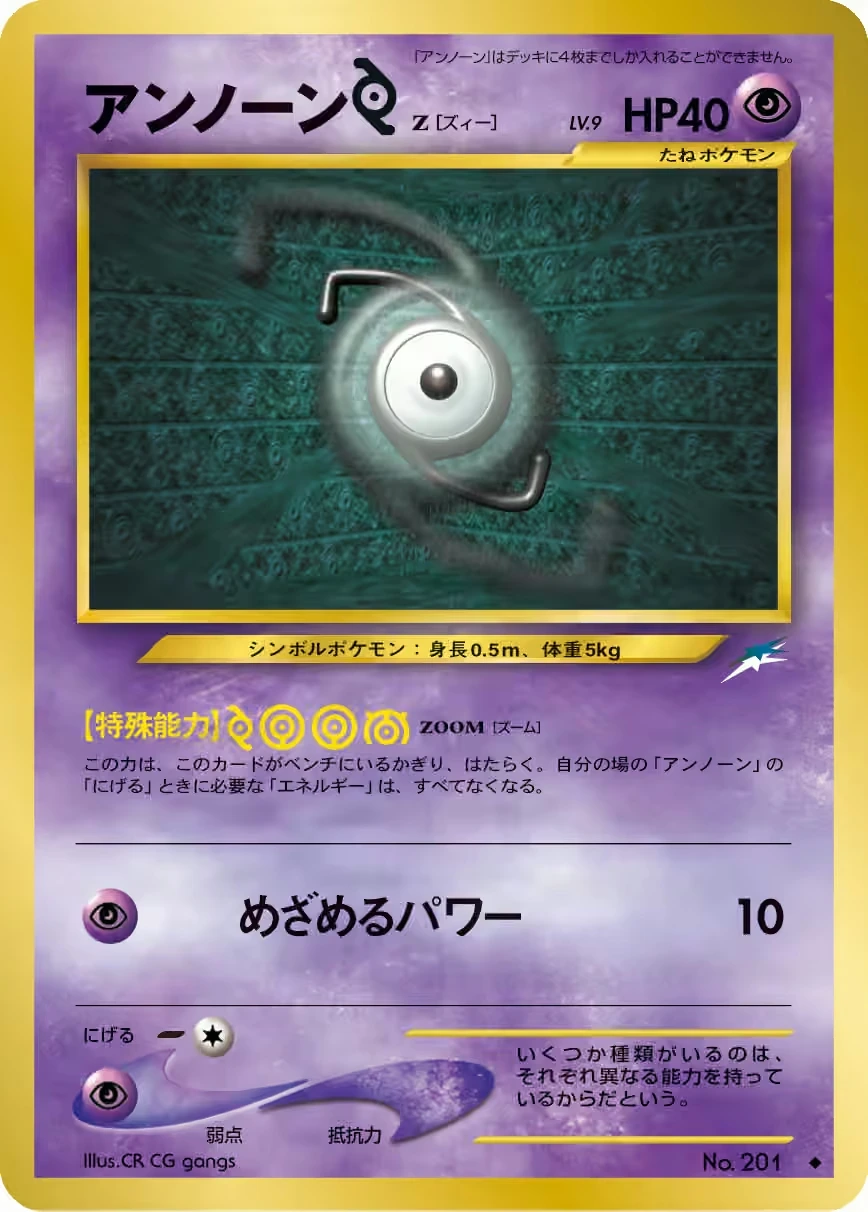 「アンノーン」はデッキに4枚までしか入れることができません。
アンノーン Z [ズィー] LV.9 HP40
たねポケモン
シンボルポケモン：身長0.5m、体重5kg
【特殊能力】ZOOM ZOOM [ズーム]
この力は、このカードがベンチにいるかぎり、はたらく。自分の場の「アンノーン」の
「にげる」ときに必要な「エネルギー」は、すべてなくなる。
めざめるパワー 10
にげる
いくつか種類がいるのは、
それぞれ異なる能力を持って
いるからだという。
弱点 抵抗力
Illus.CR CG gangs
No. 201 ◆